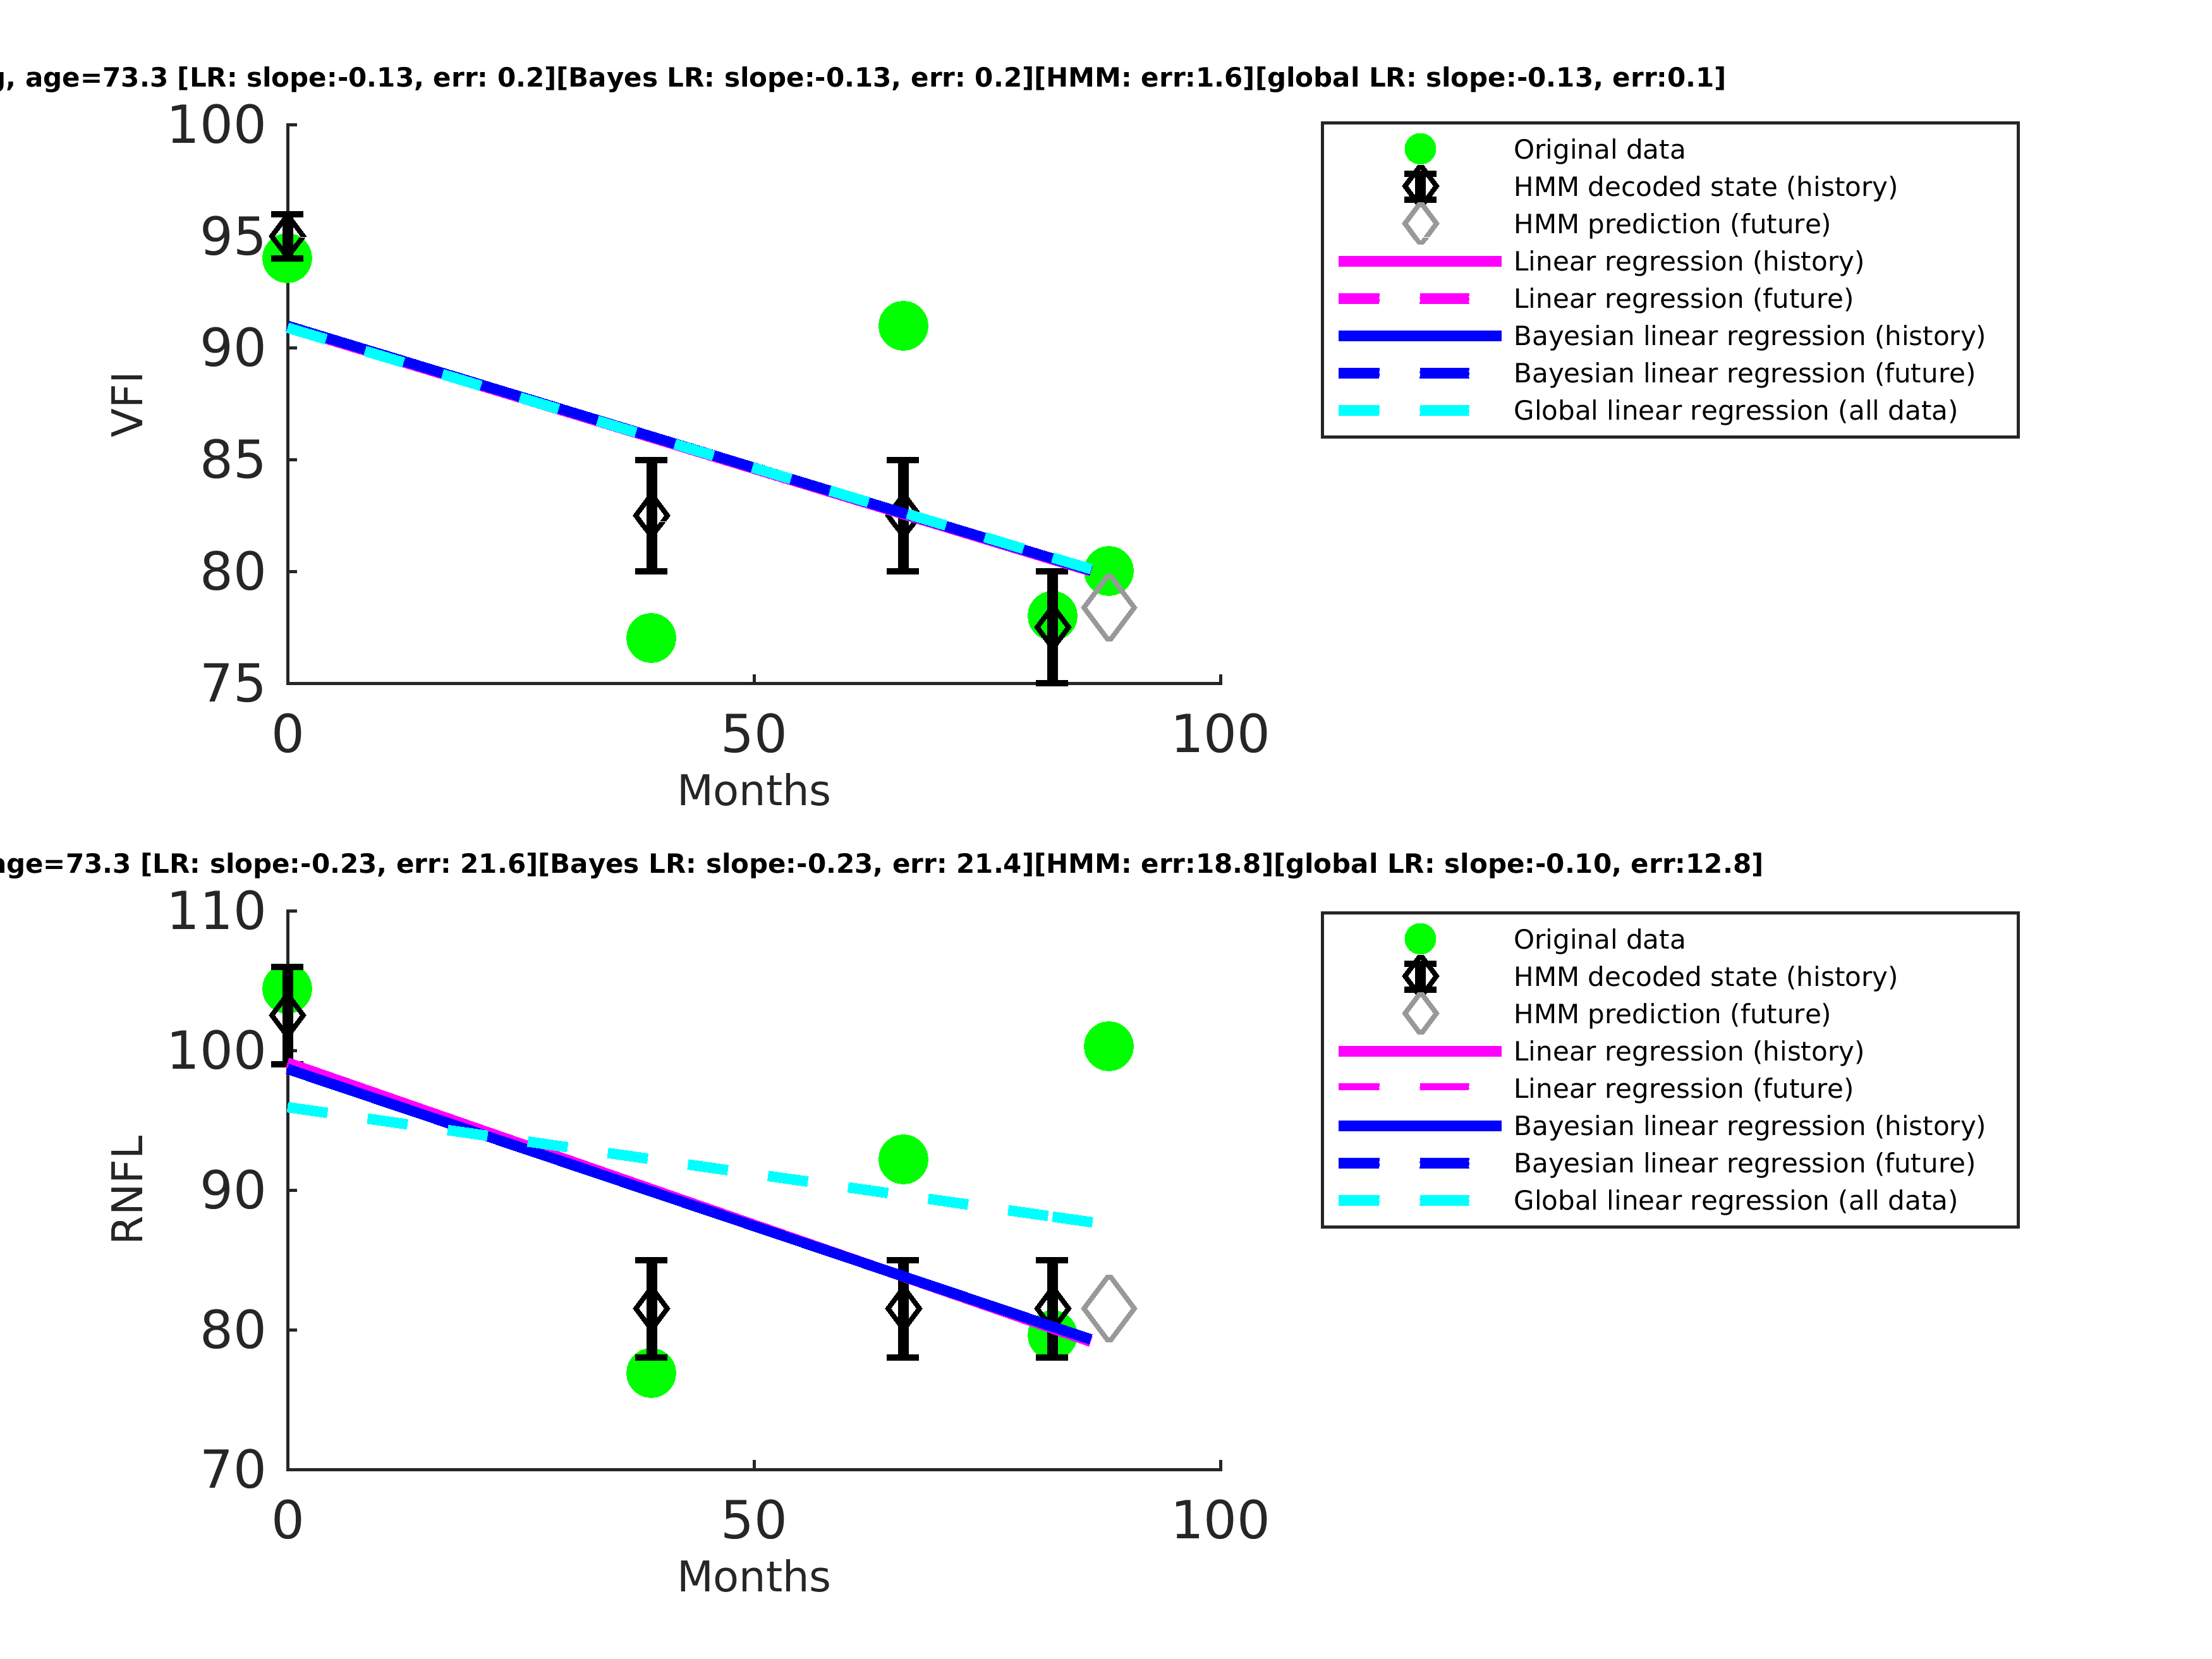 age=73.3 [LR: slope:-0.13, err: 0.2][Bayes LR: slope:-0.13, err: 0.2][HMM: err:1.6][global LR: slope:-0.13, err:0.1]
100
95
90
85
80
75
VFI
0 50 100
Months
Original data
HMM decoded state (history)
HMM prediction (future)
Linear regression (history)
Linear regression (future)
Bayesian linear regression (history)
Bayesian linear regression (future)
Global linear regression (all data)
age=73.3 [LR: slope:-0.23, err: 21.6][Bayes LR: slope:-0.23, err: 21.4][HMM: err:18.8][global LR: slope:-0.10, err:12.8]
110
100
90
80
70
RNFL
0 50 100
Months
Original data
HMM decoded state (history)
HMM prediction (future)
Linear regression (history)
Linear regression (future)
Bayesian linear regression (history)
Bayesian linear regression (future)
Global linear regression (all data)